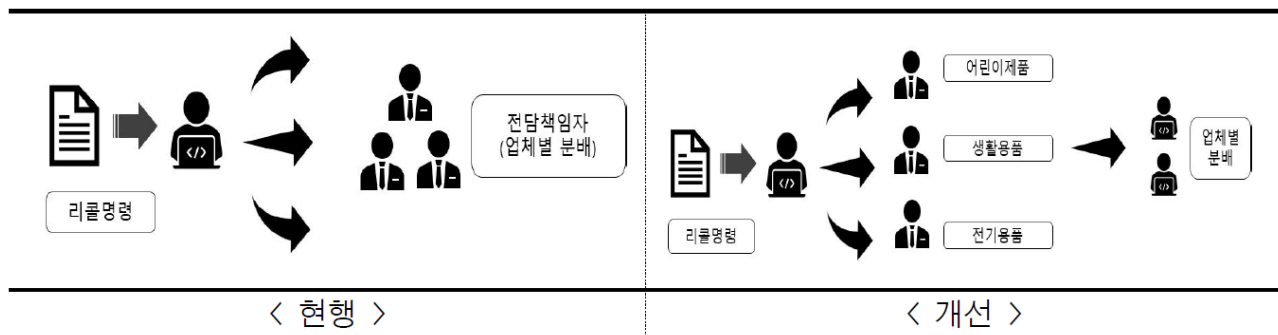 리콜명령
전담책임자
(업체별 분배)
< 현행 >
리콜명령
</>
어린이제품
생활용품
전기용품
업체별
분배
< 개선 >